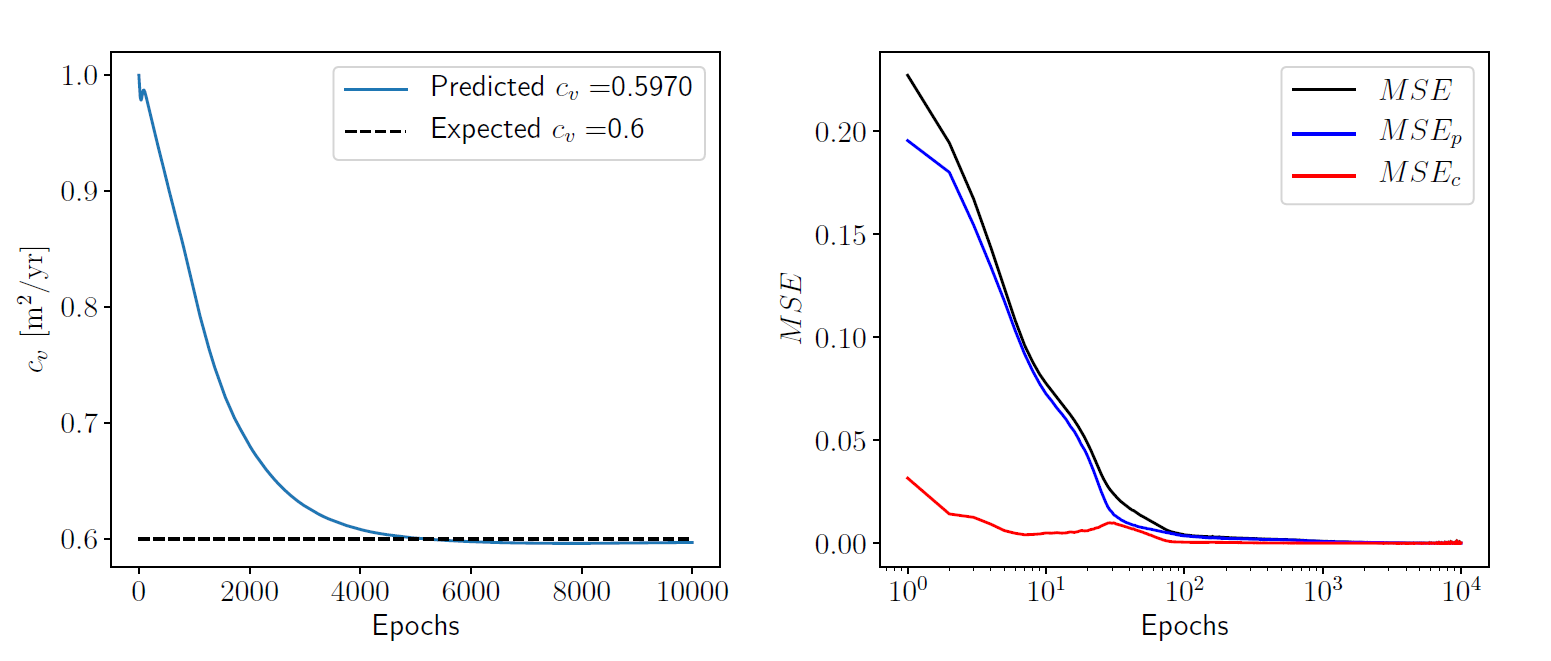 1.0
0.9
0.8
0.7
0.6
c_v [m²/yr]
0 2000 4000 6000 8000 10000
Epochs
Predicted c_v =0.5970
Expected c_v =0.6
0.20
0.15
0.10
0.05
0.00
MSE
10⁰ 10¹ 10² 10³ 10⁴
Epochs
MSE
MSE_p
MSE_c